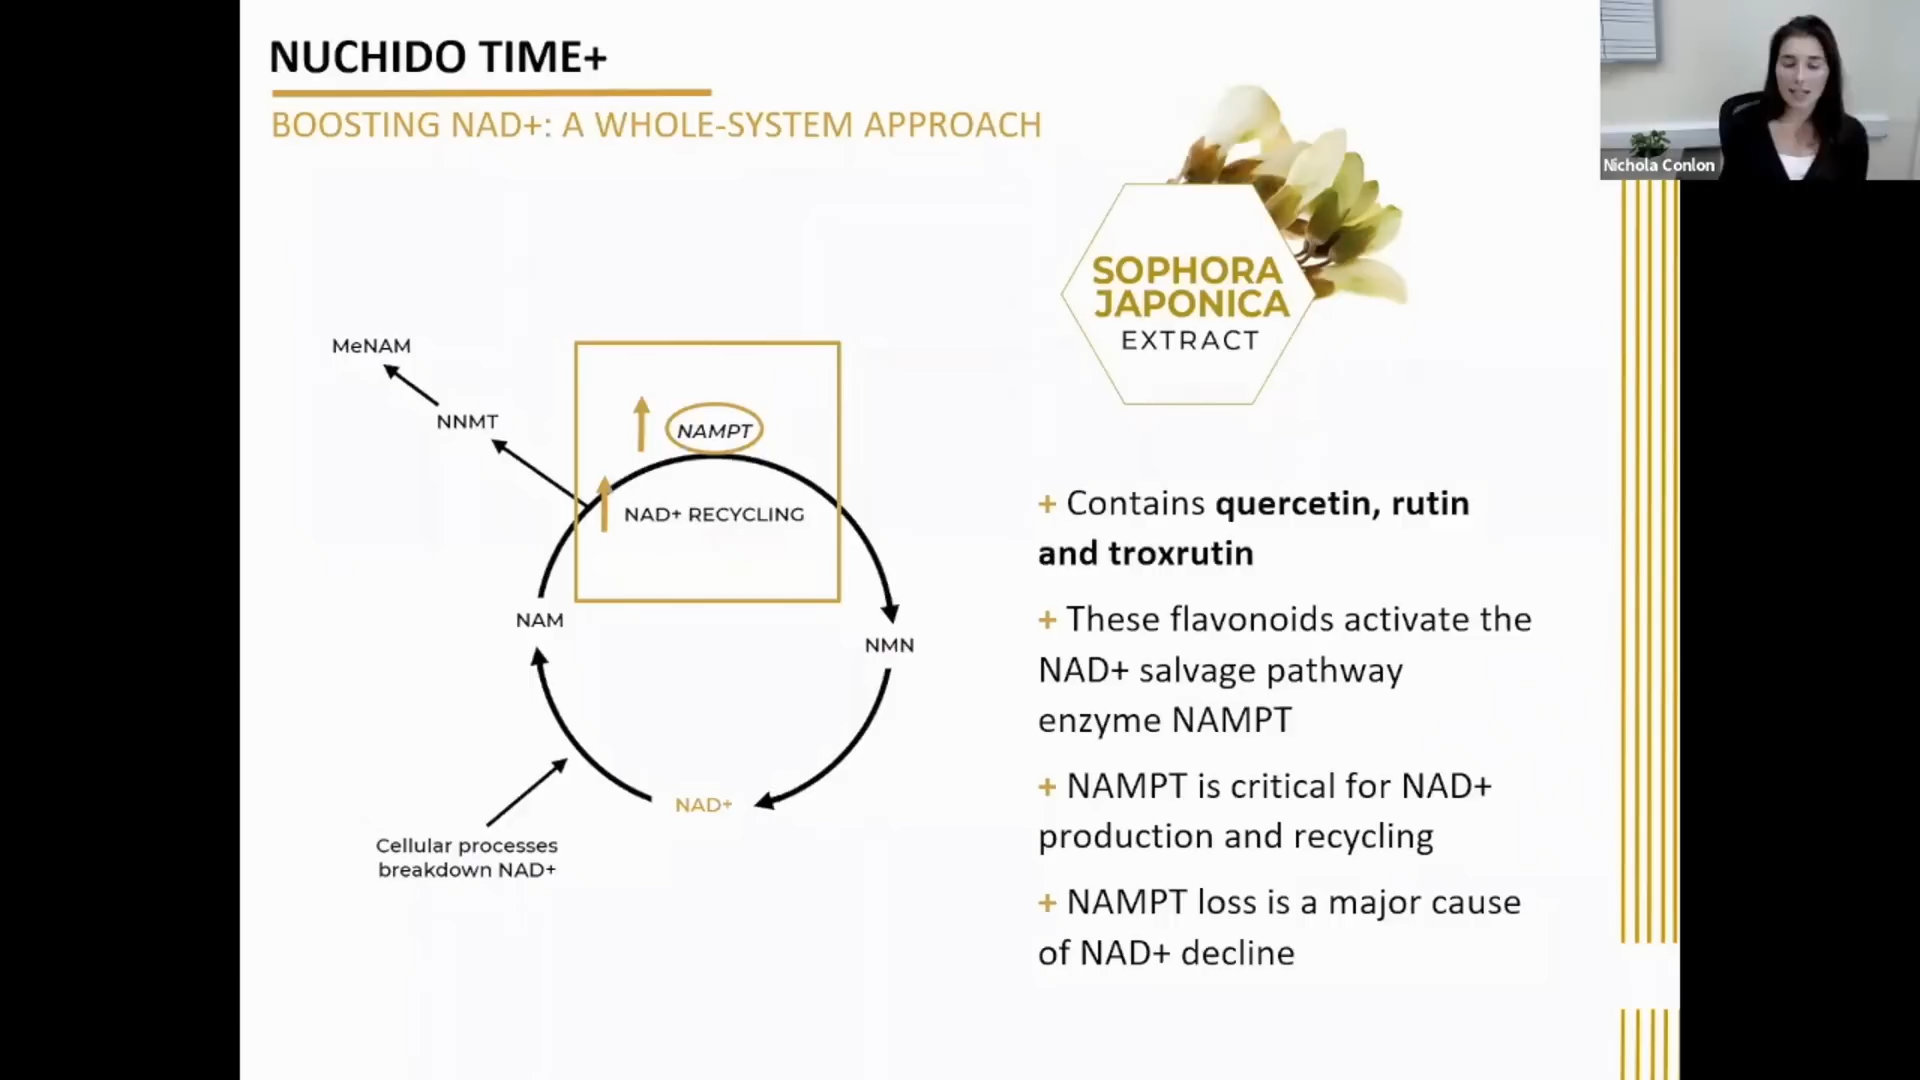 NUCHIDO TIME+
BOOSTING NAD+: A WHOLE-SYSTEM APPROACH
Nichola Conlon
SOPHORA
JAPONICA
EXTRACT
MeNAM
NNMT
NAMPT
NAD+ RECYCLING
NAM
NMN
NAD+
Cellular processes
breakdown NAD+
+ Contains quercetin, rutin
and troxrutin
+ These flavonoids activate the
NAD+ salvage pathway
enzyme NAMPT
+ NAMPT is critical for NAD+
production and recycling
+ NAMPT loss is a major cause
of NAD+ decline